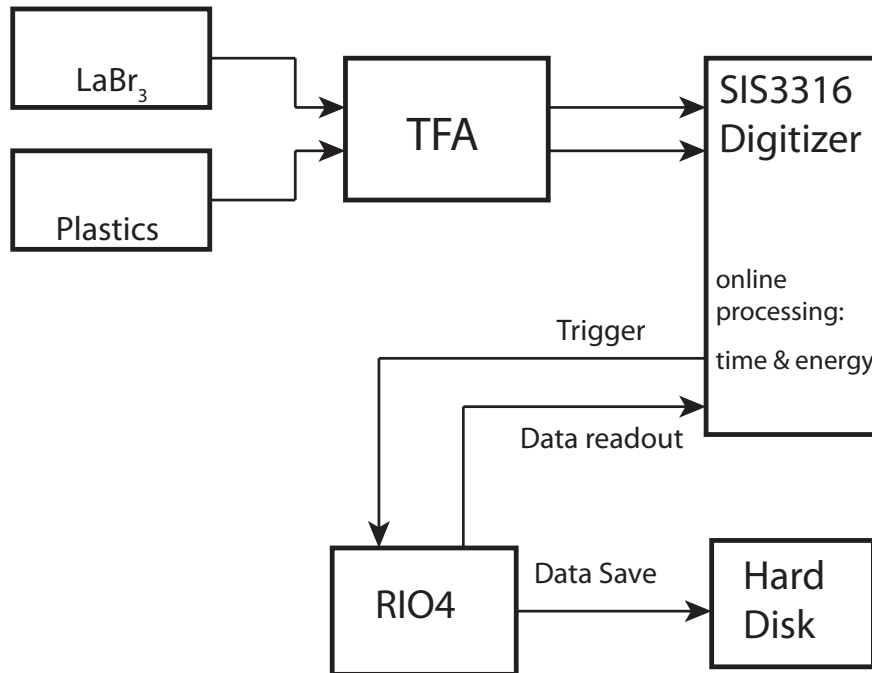 LaBr₃
Plastics
TFA
SIS3316
Digitizer
online
processing:
time & energy
Trigger
Data readout
RIO4
Data Save
Hard
Disk